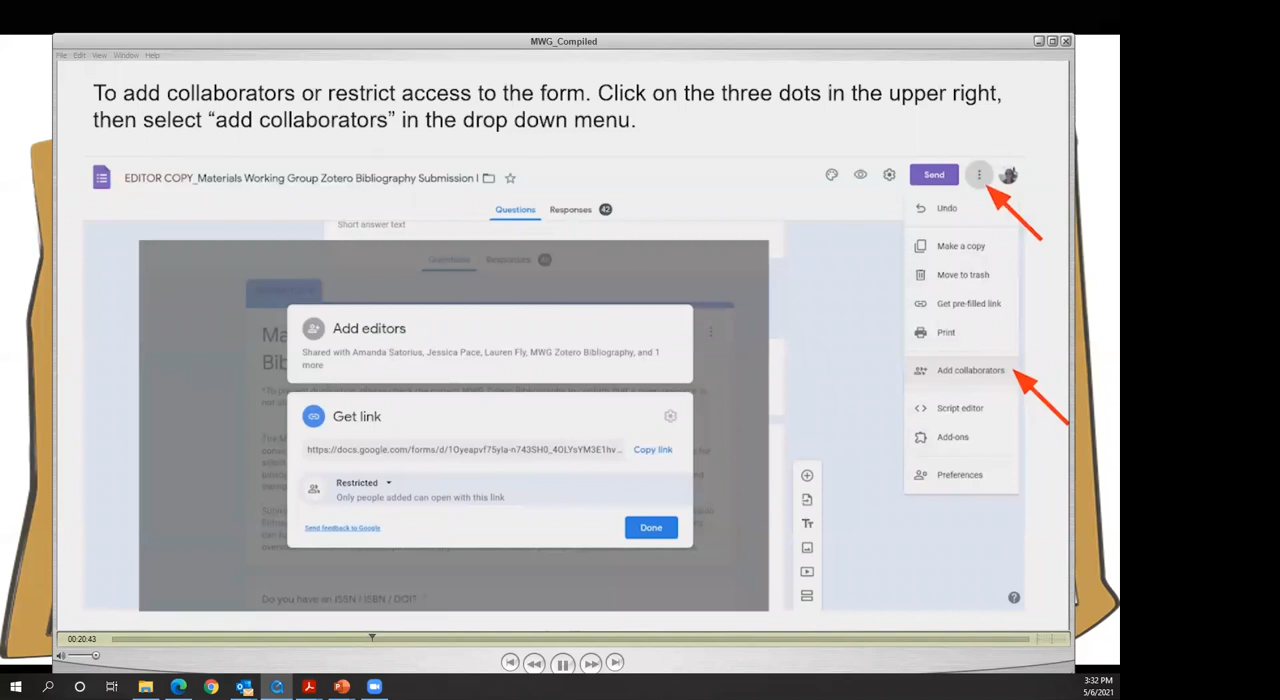 MWG_Compiled
File Edit View Window Help
To add collaborators or restrict access to the form. Click on the three dots in the upper right,
then select “add collaborators” in the drop down menu.
EDITOR COPY_Materials Working Group Zotero Bibliography Submission
Send
Questions Responses 42
Short answer text
Undo
Make a copy
Move to trash
Get pre-filled link
Print
Add collaborators
Script editor
Add-ons
Preferences
Questions Responses
Ma
Bib
Add editors
Shared with Amanda Satorius, Jessica Pace, Lauren Fly, MWG Zotero Bibliography, and 1
more
Get link
https://docs.google.com/forms/d/
Copy link
Restricted
Only people added can open with this link
Send feedback to Google
Done
Do you have an ISSN / ISBN / DOI?
Tт
00:20:43
3:32 PM
5/6/2021